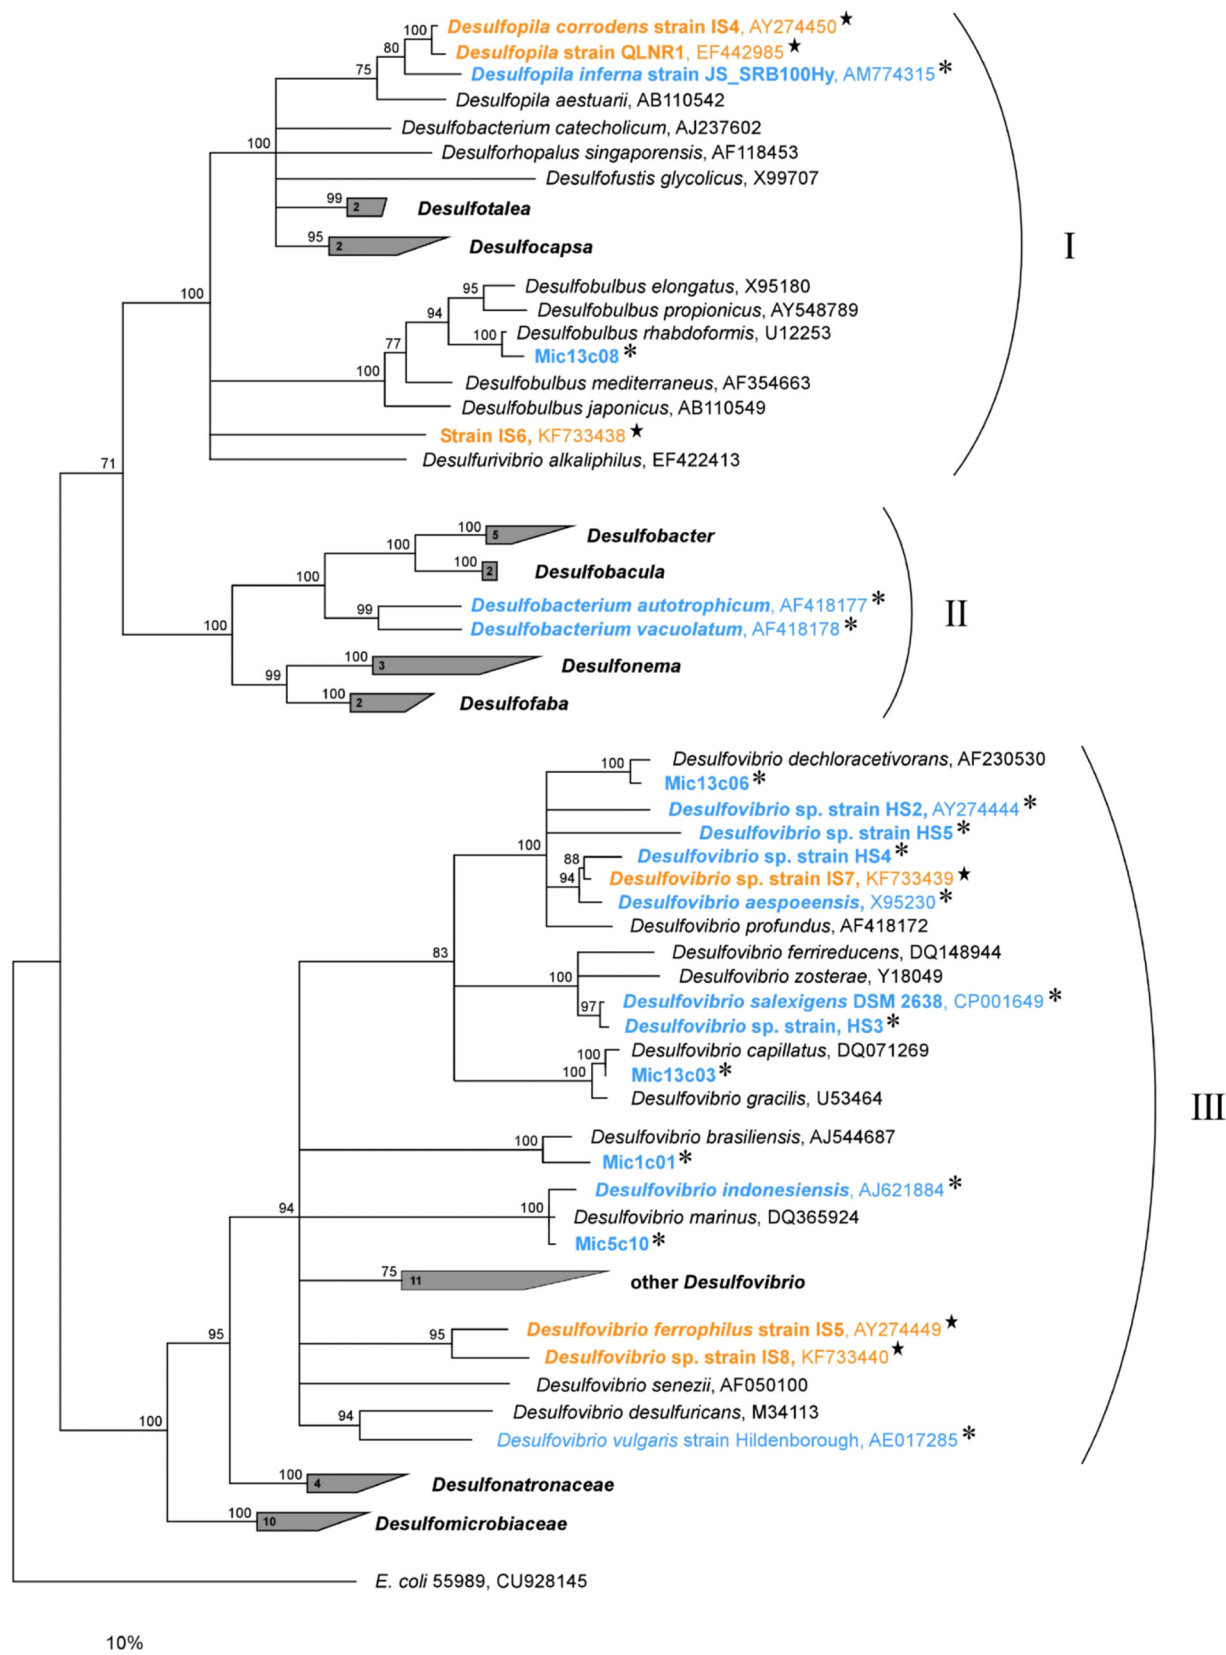 100 Desulfopila corrodens strain IS4, AY274450★
80 Desulfopila strain QLNR1, EF442985★
75 Desulfopila inferna strain JS_SRB100Hy, AM774315*
Desulfopila aestuarii, AB110542
Desulfobacterium catecholicum, AJ237602
100 Desulforhopalus singaporensis, AF118453
Desulfofustis glycolicus, X99707
99 2 Desulfotalea
95 2 Desulfocapsa
I
100
95 Desulfobulbus elongatus, X95180
94 Desulfobulbus propionicus, AY548789
100 Desulfobulbus rhabdoformis, U12253
77 Mic13c08*
100 Desulfobulbus mediterraneus, AF354663
Desulfobulbus japonicus, AB110549
Strain IS6, KF733438★
71 Desulfurivibrio alkaliphilus, EF422413
100 5 Desulfobacter
100
100 2 Desulfobacula
100
99 Desulfobacterium autotrophicum, AF418177*
100 Desulfobacterium vacuolatum, AF418178*
II
100 3 Desulfonema
99
100 2 Desulfofaba
100 Desulfovibrio dechloracetivorans, AF230530
Mic13c06*
Desulfovibrio sp. strain HS2, AY274444*
Desulfovibrio sp. strain HS5*
100 88 Desulfovibrio sp. strain HS4*
94 Desulfovibrio sp. strain IS7, KF733439★
Desulfovibrio aespoeensis, X95230*
Desulfovibrio profundus, AF418172
83 Desulfovibrio ferrireducens, DQ148944
100 Desulfovibrio zosterae, Y18049
97 Desulfovibrio salexigens DSM 2638, CP001649*
Desulfovibrio sp. strain, HS3*
100 Desulfovibrio capillatus, DQ071269
100 Mic13c03*
Desulfovibrio gracilis, U53464
III
100 Desulfovibrio brasiliensis, AJ544687
Mic1c01*
Desulfovibrio indonesiensis, AJ621884*
94 100 Desulfovibrio marinus, DQ365924
Mic5c10*
75 11 other Desulfovibrio
95 95 Desulfovibrio ferrophilus strain IS5, AY274449★
Desulfovibrio sp. strain IS8, KF733440★
Desulfovibrio senezii, AF050100
100 94 Desulfovibrio desulfuricans, M34113
Desulfovibrio vulgaris strain Hildenborough, AE017285*
100 4 Desulfonatronaceae
100 10 Desulfomicrobiaceae
E. coli 55989, CU928145
10%